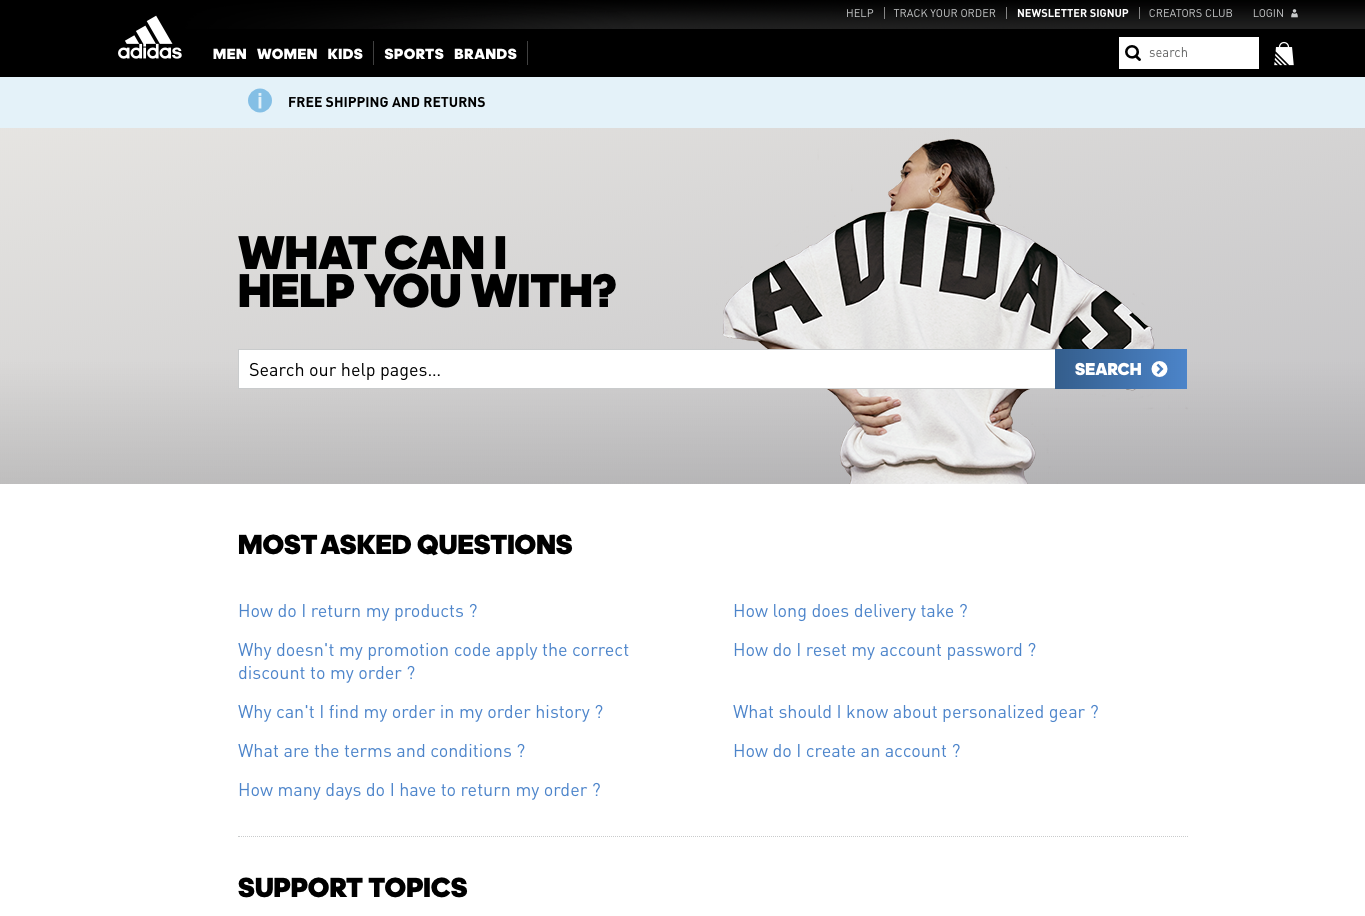 HELP
TRACK YOUR ORDER
NEWSLETTER SIGNUP
CREATORS CLUB
LOGIN
adidas
MEN WOMEN KIDS SPORTS BRANDS
search
FREE SHIPPING AND RETURNS
ADIDAS
WHAT CAN I
HELP YOU WITH?
Search our help pages...
SEARCH
MOST ASKED QUESTIONS
How do I return my products ?
How long does delivery take ?
Why doesn't my promotion code apply the correct
discount to my order ?
How do I reset my account password ?
Why can't I find my order in my order history ?
What should I know about personalized gear ?
What are the terms and conditions ?
How do I create an account ?
How many days do I have to return my order ?
SUPPORT TOPICS